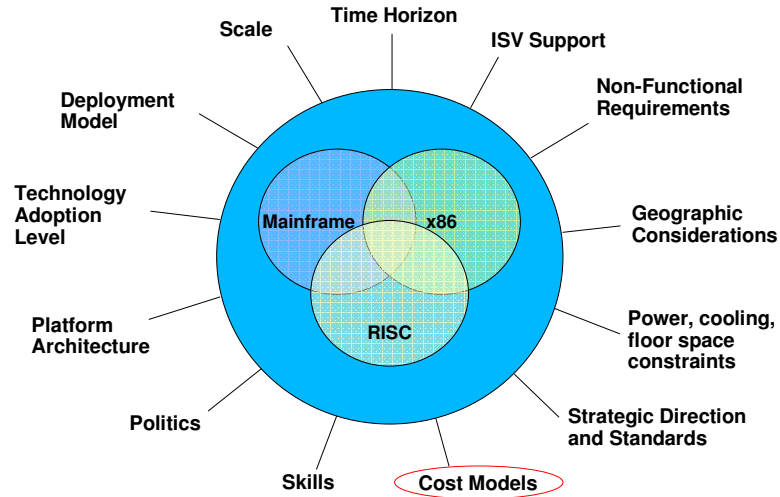 Time Horizon
Scale
ISV Support
Deployment
Model
Non-Functional
Requirements
Technology
Adoption
Level
Mainframe
x86
Geographic
Considerations
Platform
Architecture
RISC
Power, cooling,
floor space
constraints
Politics
Strategic Direction
and Standards
Skills
Cost Models